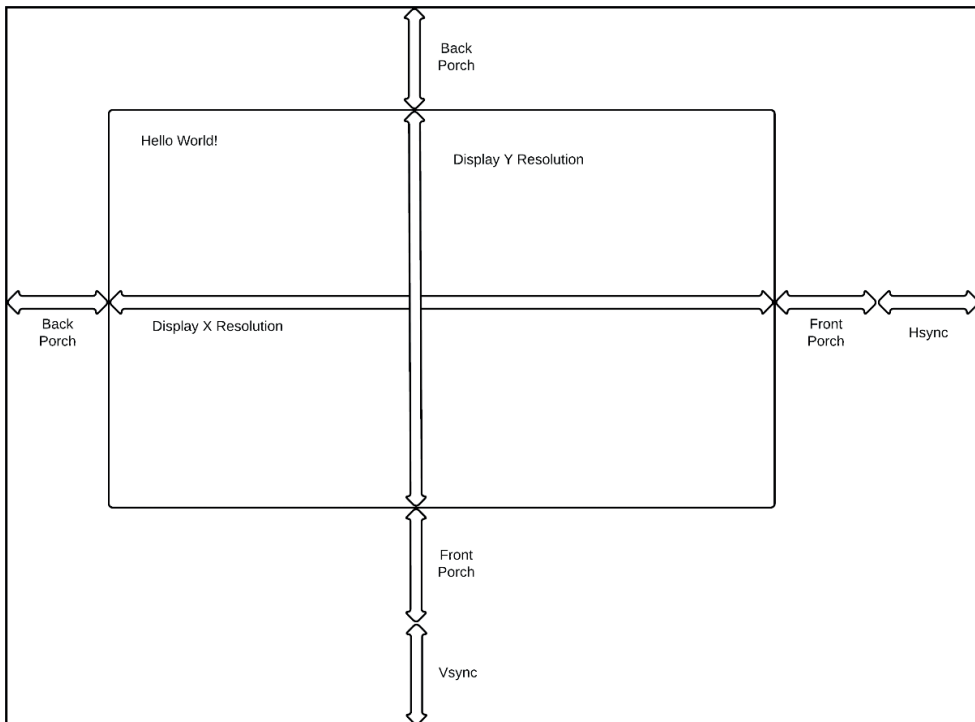 Back
Porch
Hello World!
Display Y Resolution
Back
Porch
Display X Resolution
Front
Porch
Hsync
Front
Porch
Vsync